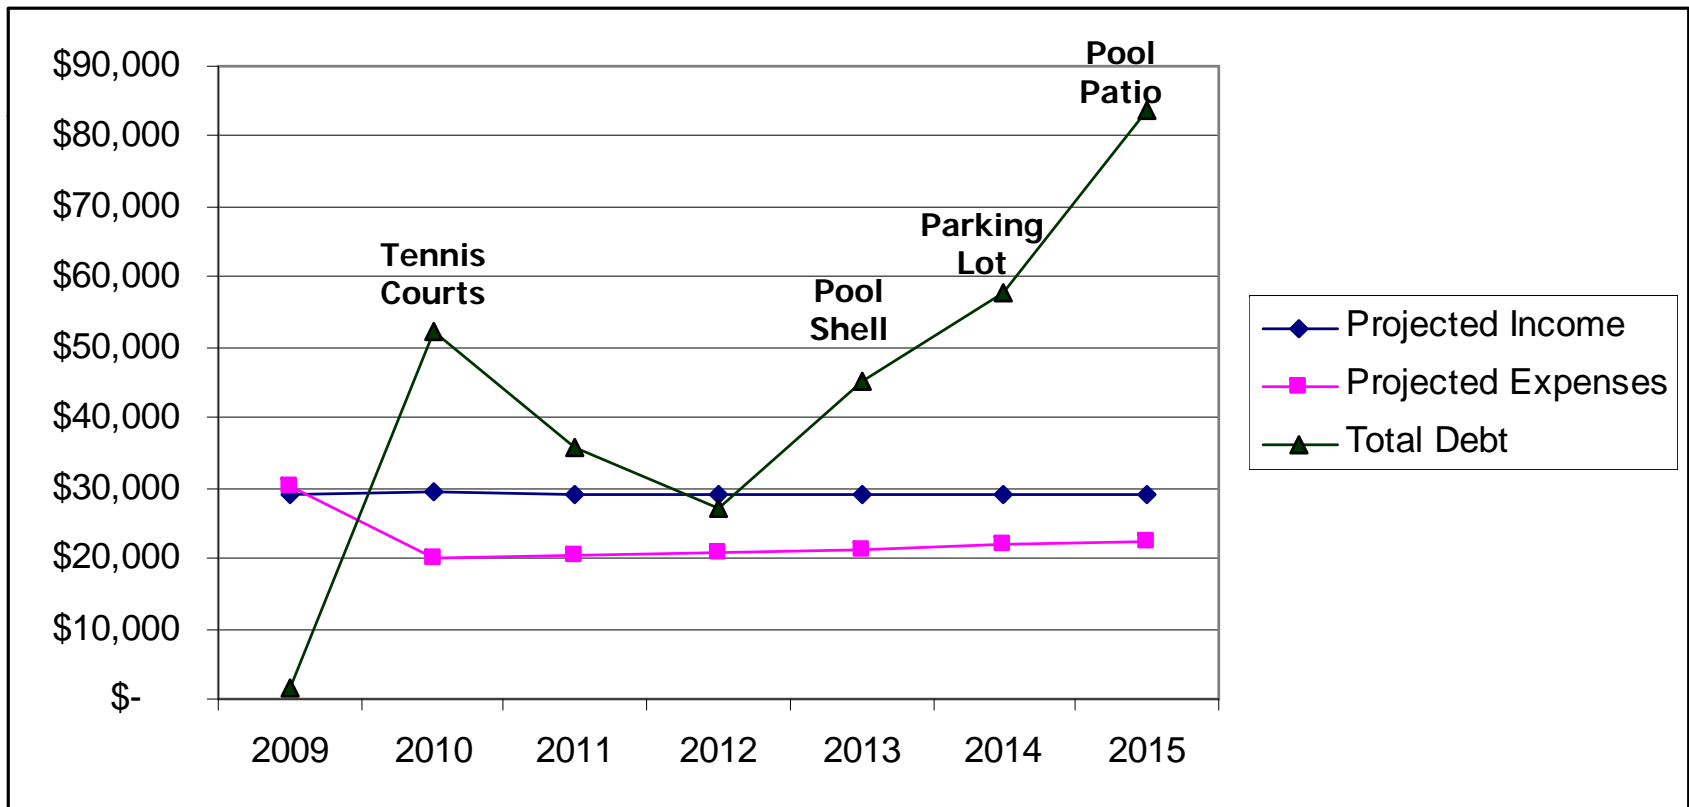 $90,000
$80,000
$70,000
$60,000
$50,000
$40,000
$30,000
$20,000
$10,000
$-
Tennis
Courts
Pool
Shell
Parking
Lot
Pool
Patio
2009 2010 2011 2012 2013 2014 2015
Projected Income
Projected Expenses
Total Debt